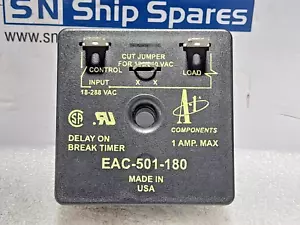 SN Ship Spares
CUT JUMPER
CONTROL
LOAD
INPUT
X X
18-288 VAC
A+
COMPONENTS
DELAY ON
BREAK TIMER
1 AMP. MAX
EAC-501-180
MADE IN
USA